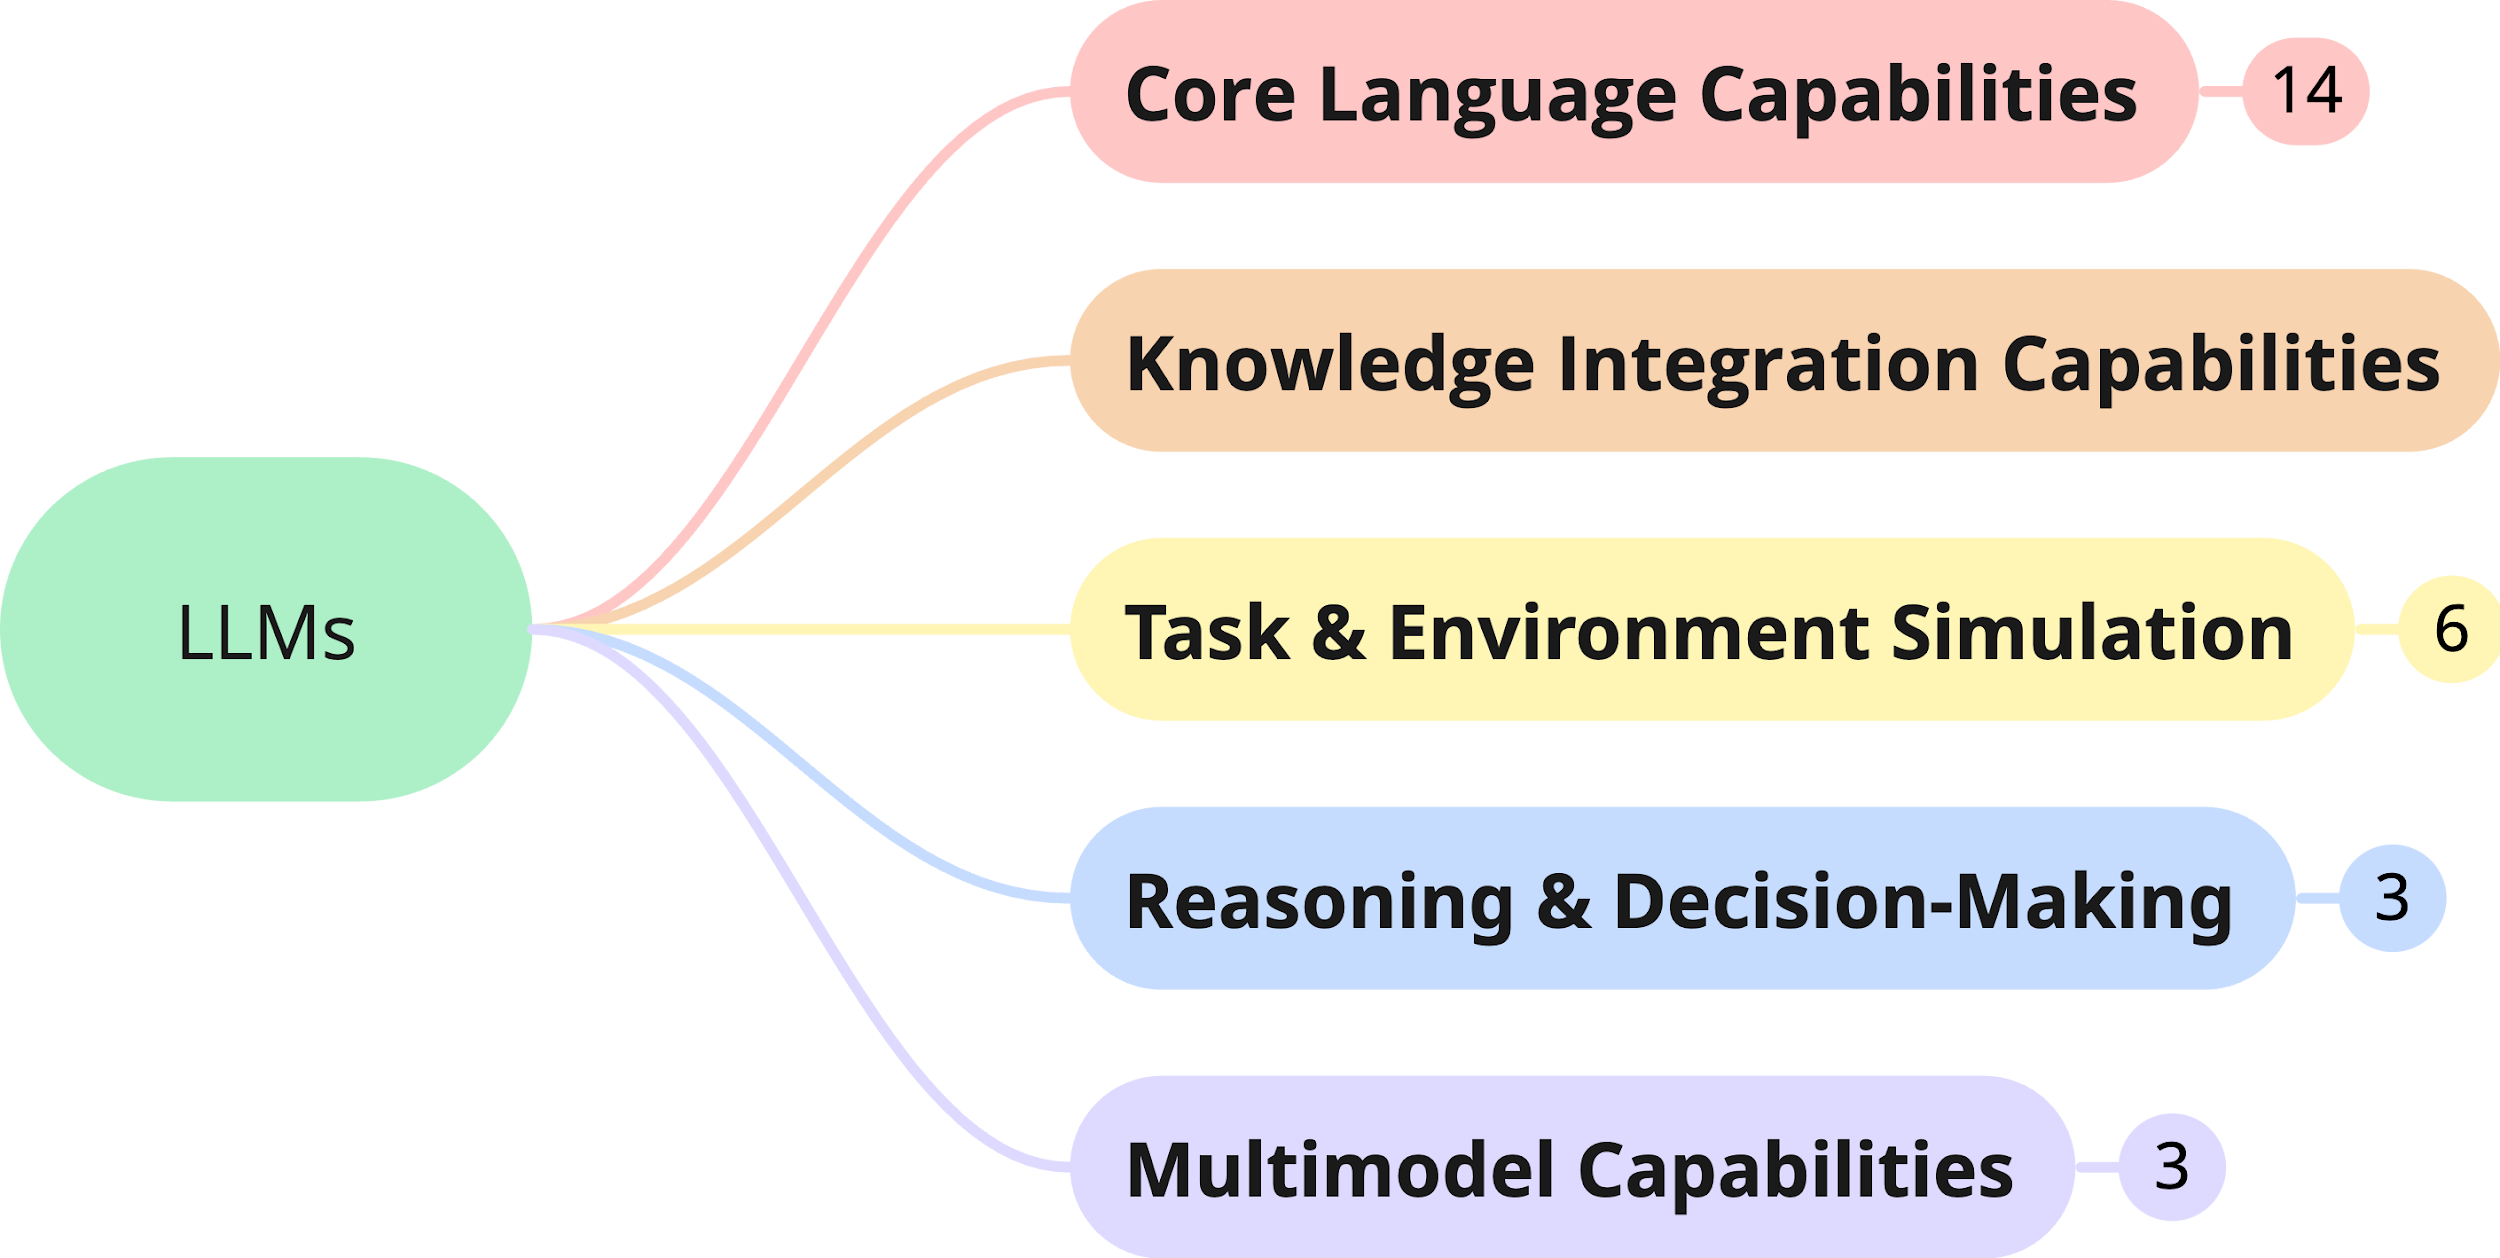 Core Language Capabilities 14
Knowledge Integration Capabilities
LLMs
Task & Environment Simulation 6
Reasoning & Decision-Making 3
Multimodel Capabilities 3